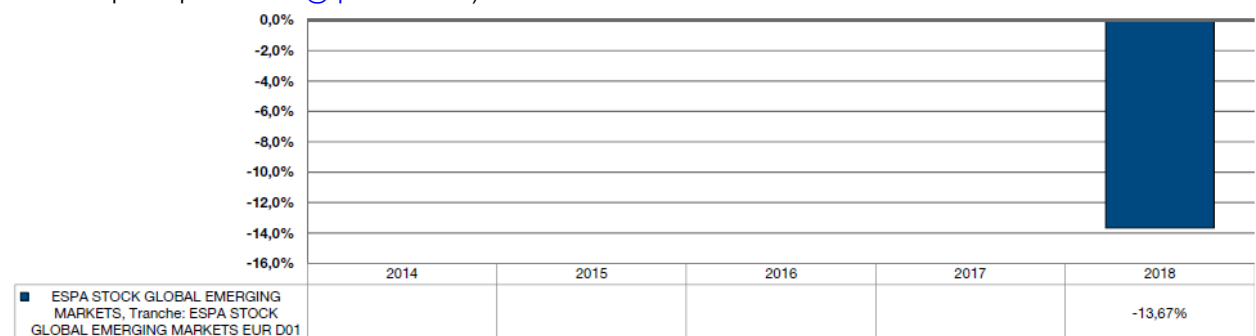 0,0%
-2,0%
-4,0%
-6,0%
-8,0%
-10,0%
-12,0%
-14,0%
-16,0%
2014 2015 2016 2017 2018
ESPA STOCK GLOBAL EMERGING
MARKETS, Tranche: ESPA STOCK
GLOBAL EMERGING MARKETS EUR D01
-13,67%